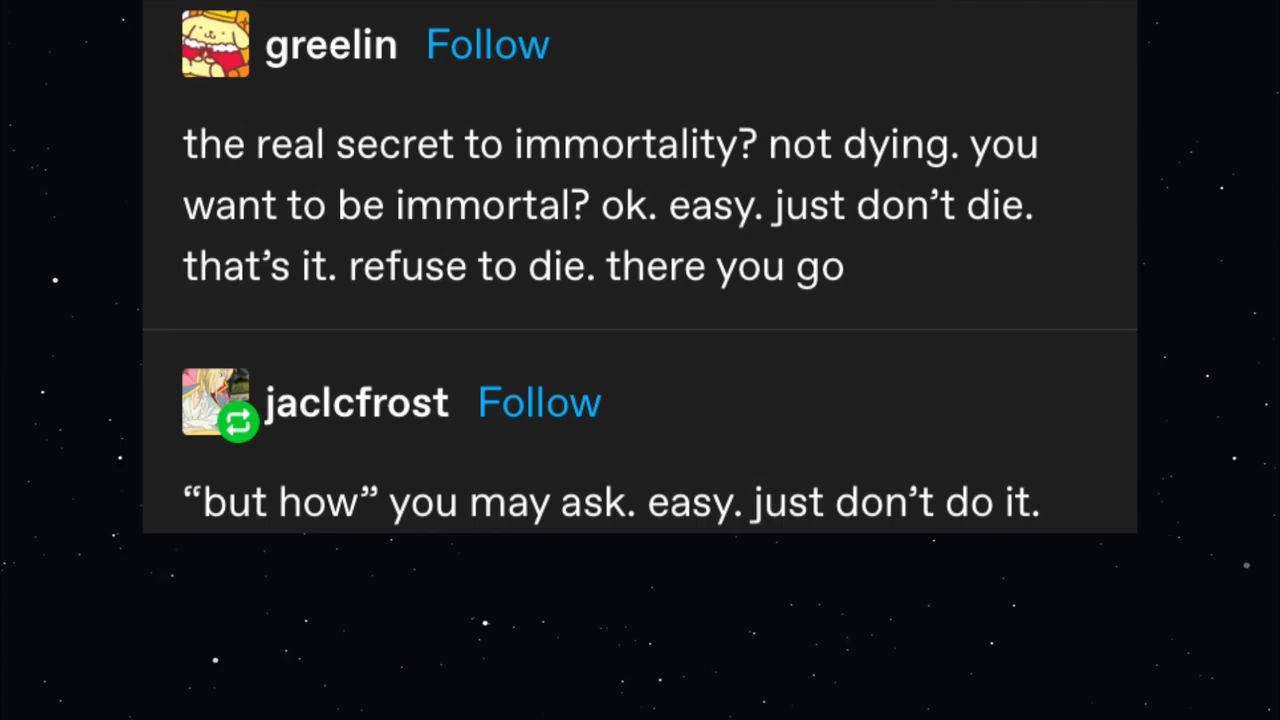 greelin Follow
the real secret to immortality? not dying. you
want to be immortal? ok. easy. just don’t die.
that’s it. refuse to die. there you go
jaclcfrost Follow
“but how” you may ask. easy. just don’t do it.